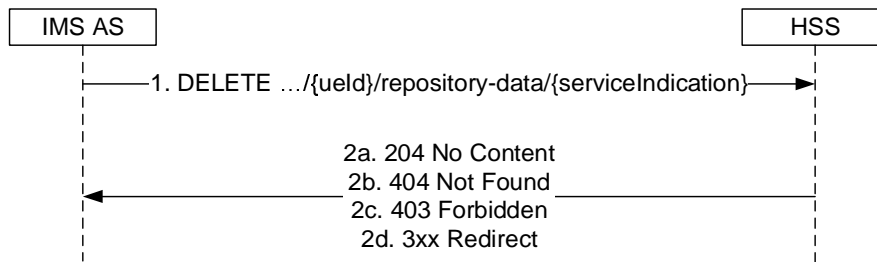 IMS AS
HSS
1. DELETE …/{ueId}/repository-data/{serviceIndication}
2a. 204 No Content
2b. 404 Not Found
2c. 403 Forbidden
2d. 3xx Redirect